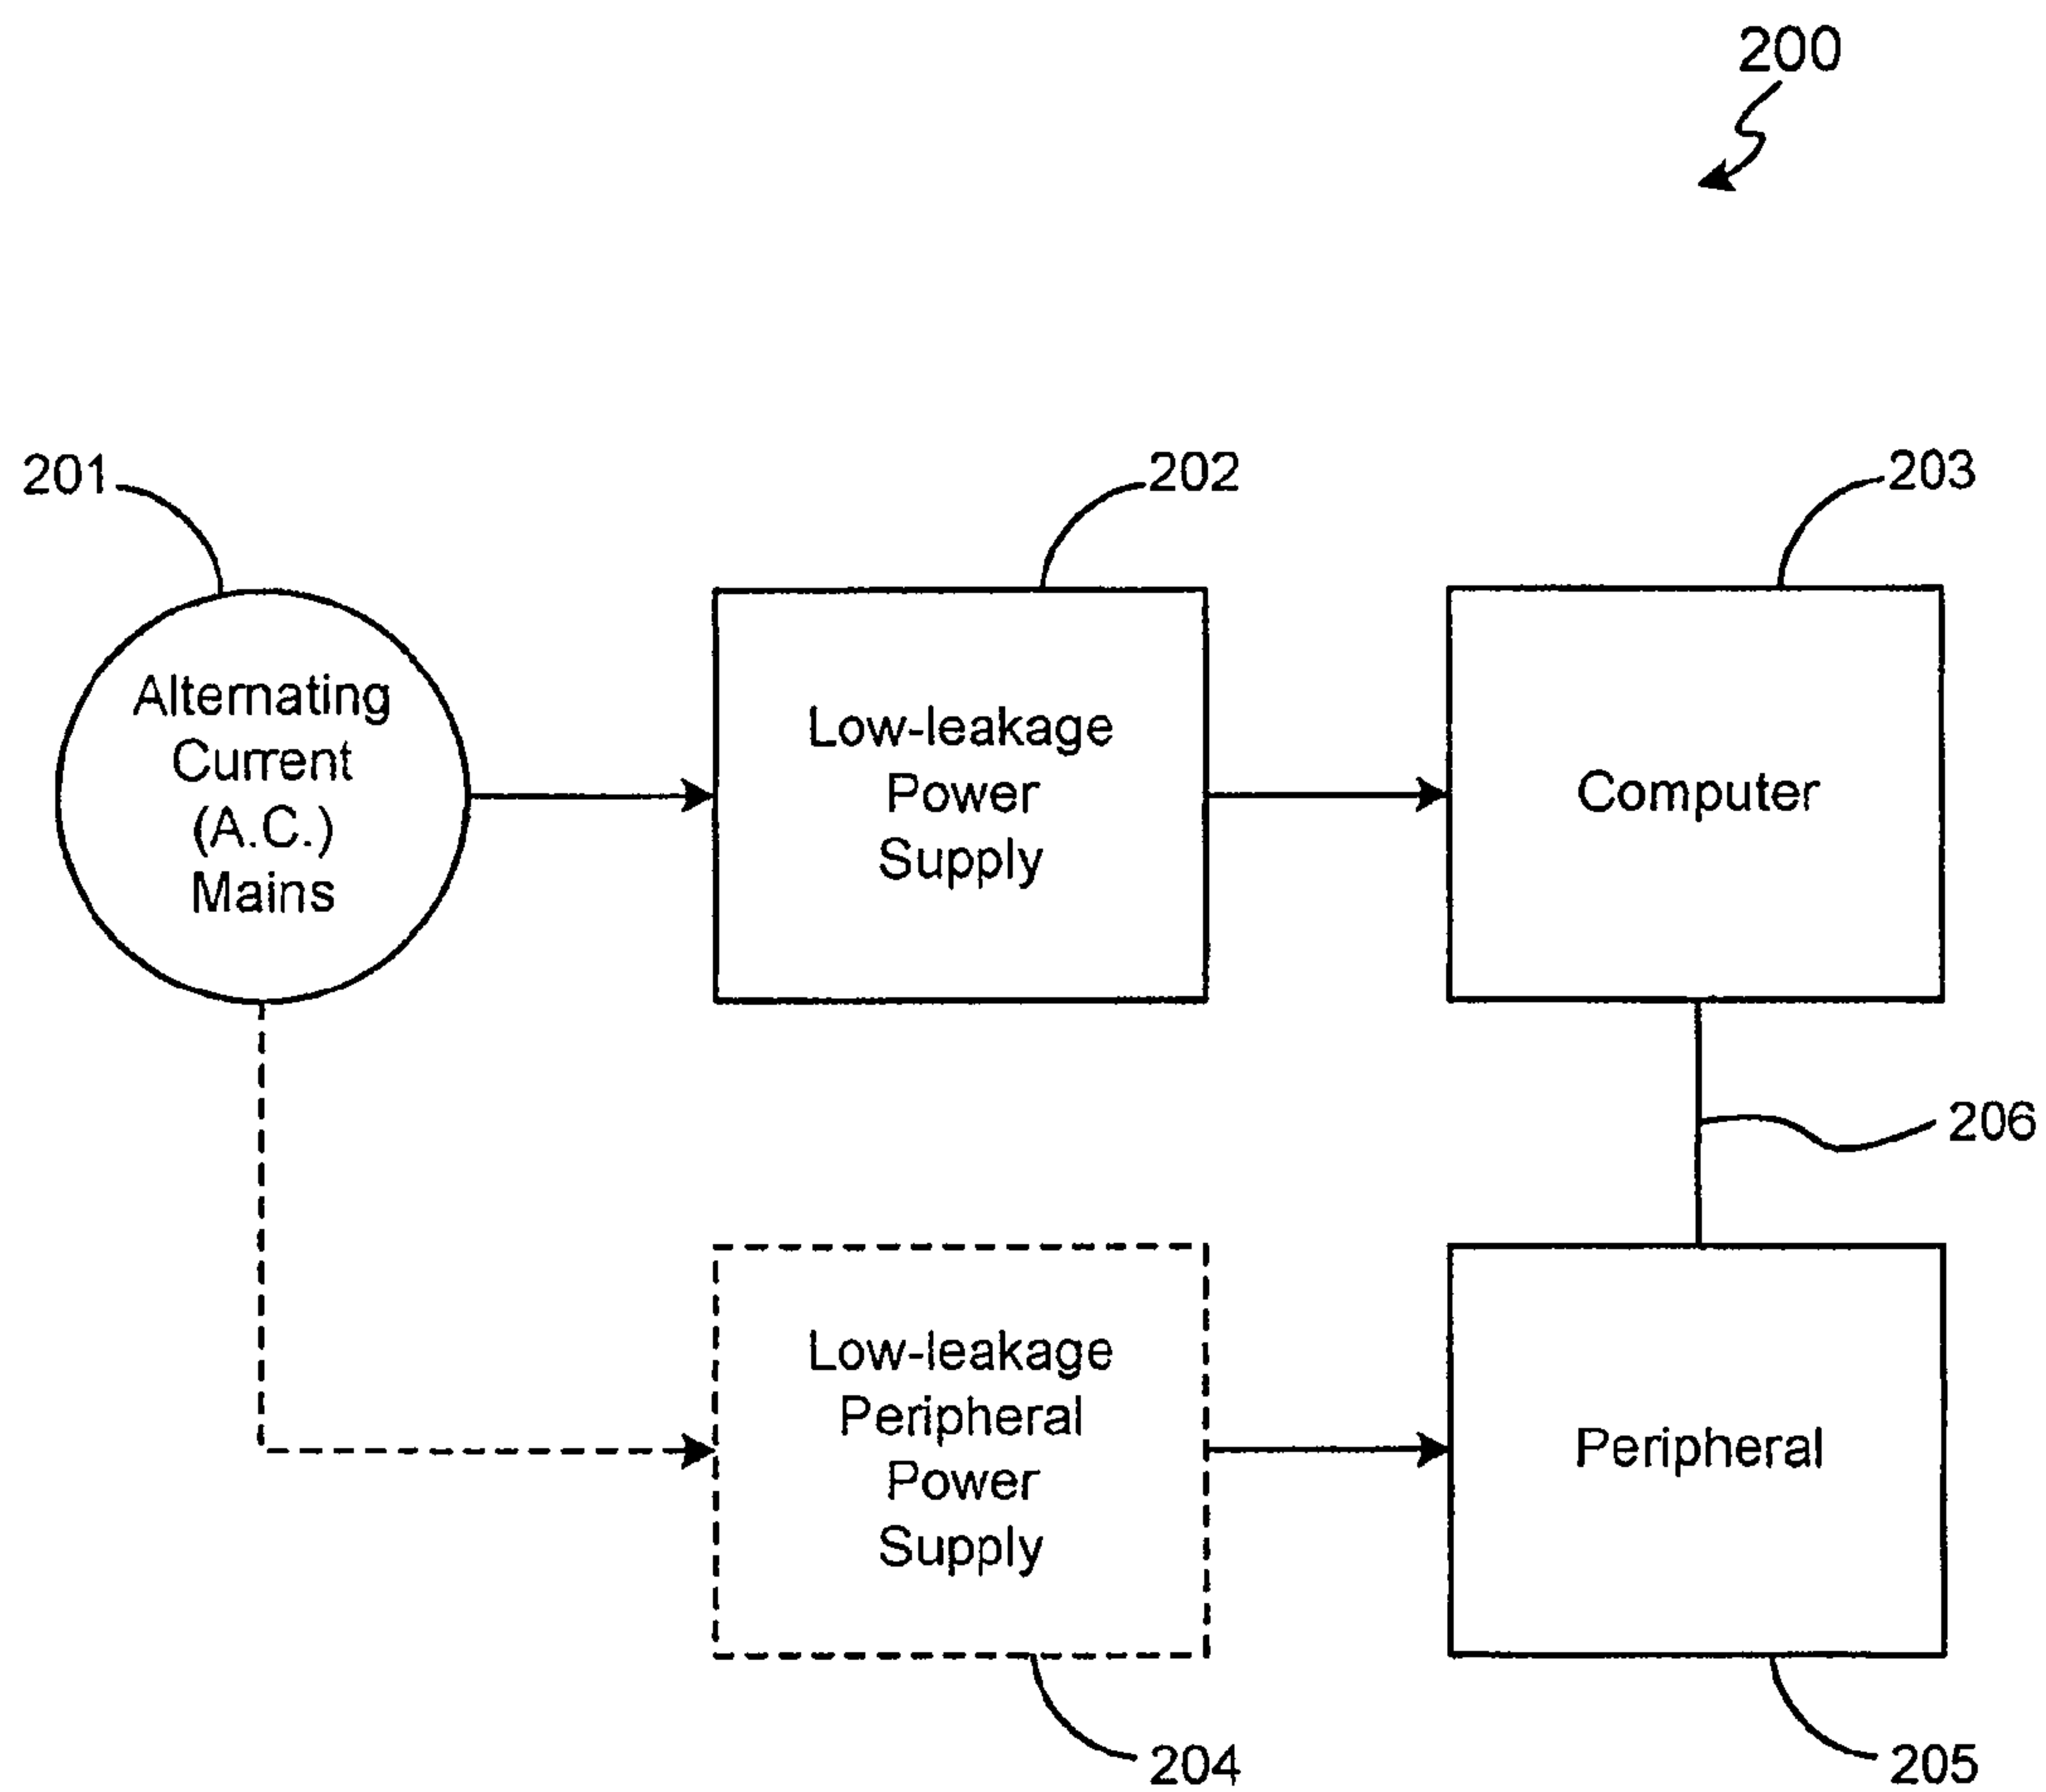 200
201
202
203
Alternating
Current
(A.C.)
Mains
Low-leakage
Power
Supply
Computer
206
Low-leakage
Peripheral
Power
Supply
Peripheral
204
205